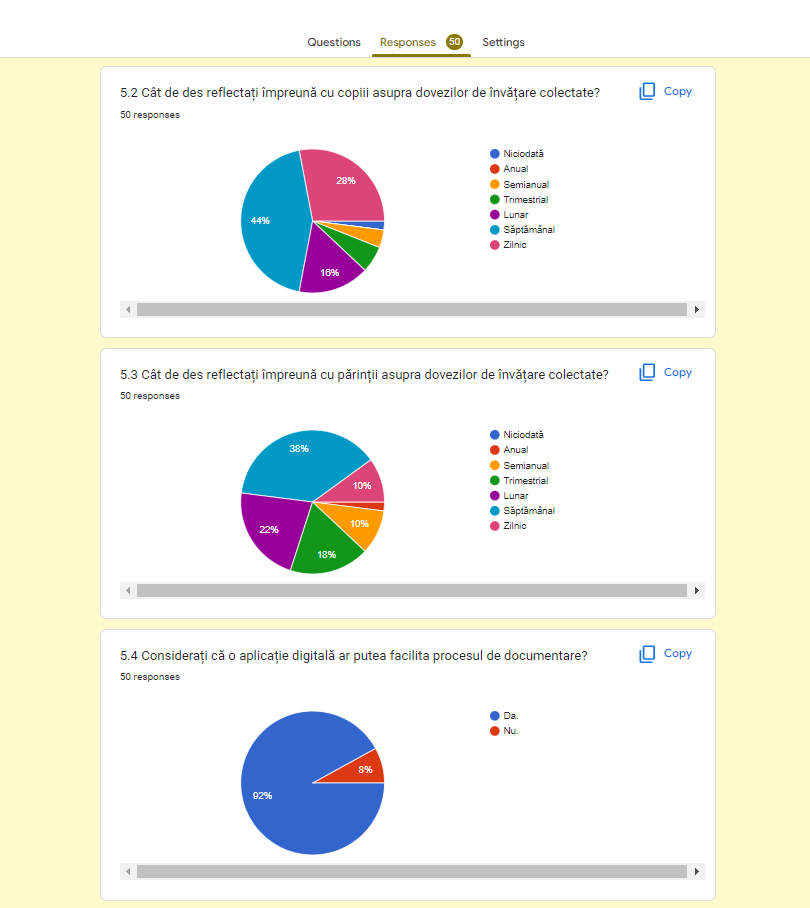 Questions Responses 50 Settings
5.2 Cât de des reflectați împreună cu copiii asupra dovezilor de învățare colectate?
Copy
50 responses
28%
44%
16%
Niciodată
Anual
Semianual
Trimestrial
Lunar
Săptămânal
Zilnic
5.3 Cât de des reflectați împreună cu părinții asupra dovezilor de învățare colectate?
Copy
50 responses
38%
10%
10%
22%
18%
Niciodată
Anual
Semianual
Trimestrial
Lunar
Săptămânal
Zilnic
5.4 Considerați că o aplicație digitală ar putea facilita procesul de documentare?
Copy
50 responses
8%
92%
Da.
Nu.